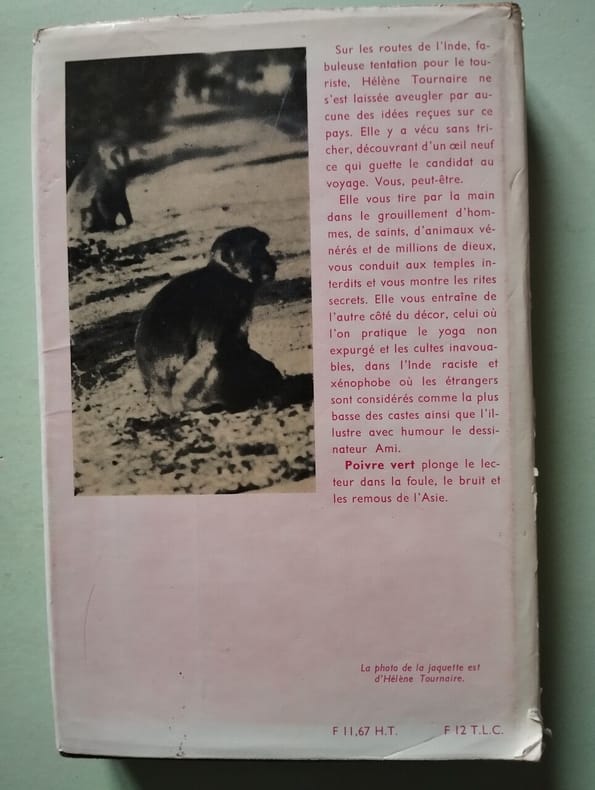 Sur les routes de l'Inde, fa-
buleuse tentation pour le tou-
riste, Hélène Tournaire ne
s'est laissée aveugler par au-
cune des idées reçues sur ce
pays. Elle y a vécu sans tri-
cher, découvrant d'un œil neuf
ce qui guette le candidat au
voyage. Vous, peut-être.
Elle vous tire par la main
dans le grouillement d'hom-
mes, de saints, d'animaux vé-
nérés et de millions de dieux,
vous conduit aux temples in-
terdits et vous montre les rites
secrets. Elle vous entraîne de
l'autre côté du décor, celui où
l'on pratique le yoga non
expurgé et les cultes inavoua-
bles, dans l'Inde raciste et
xénophobe où les étrangers
sont considérés comme la plus
basse des castes ainsi que l'il-
lustre avec humour le dessi-
nateur Ami.
Poivre vert plonge le lec-
teur dans la foule, le bruit et
les remous de l'Asie.
La photo de la jaquette est
d'Hélène Tournaire.
F 11,67 H.T. F 12 T.L.C.